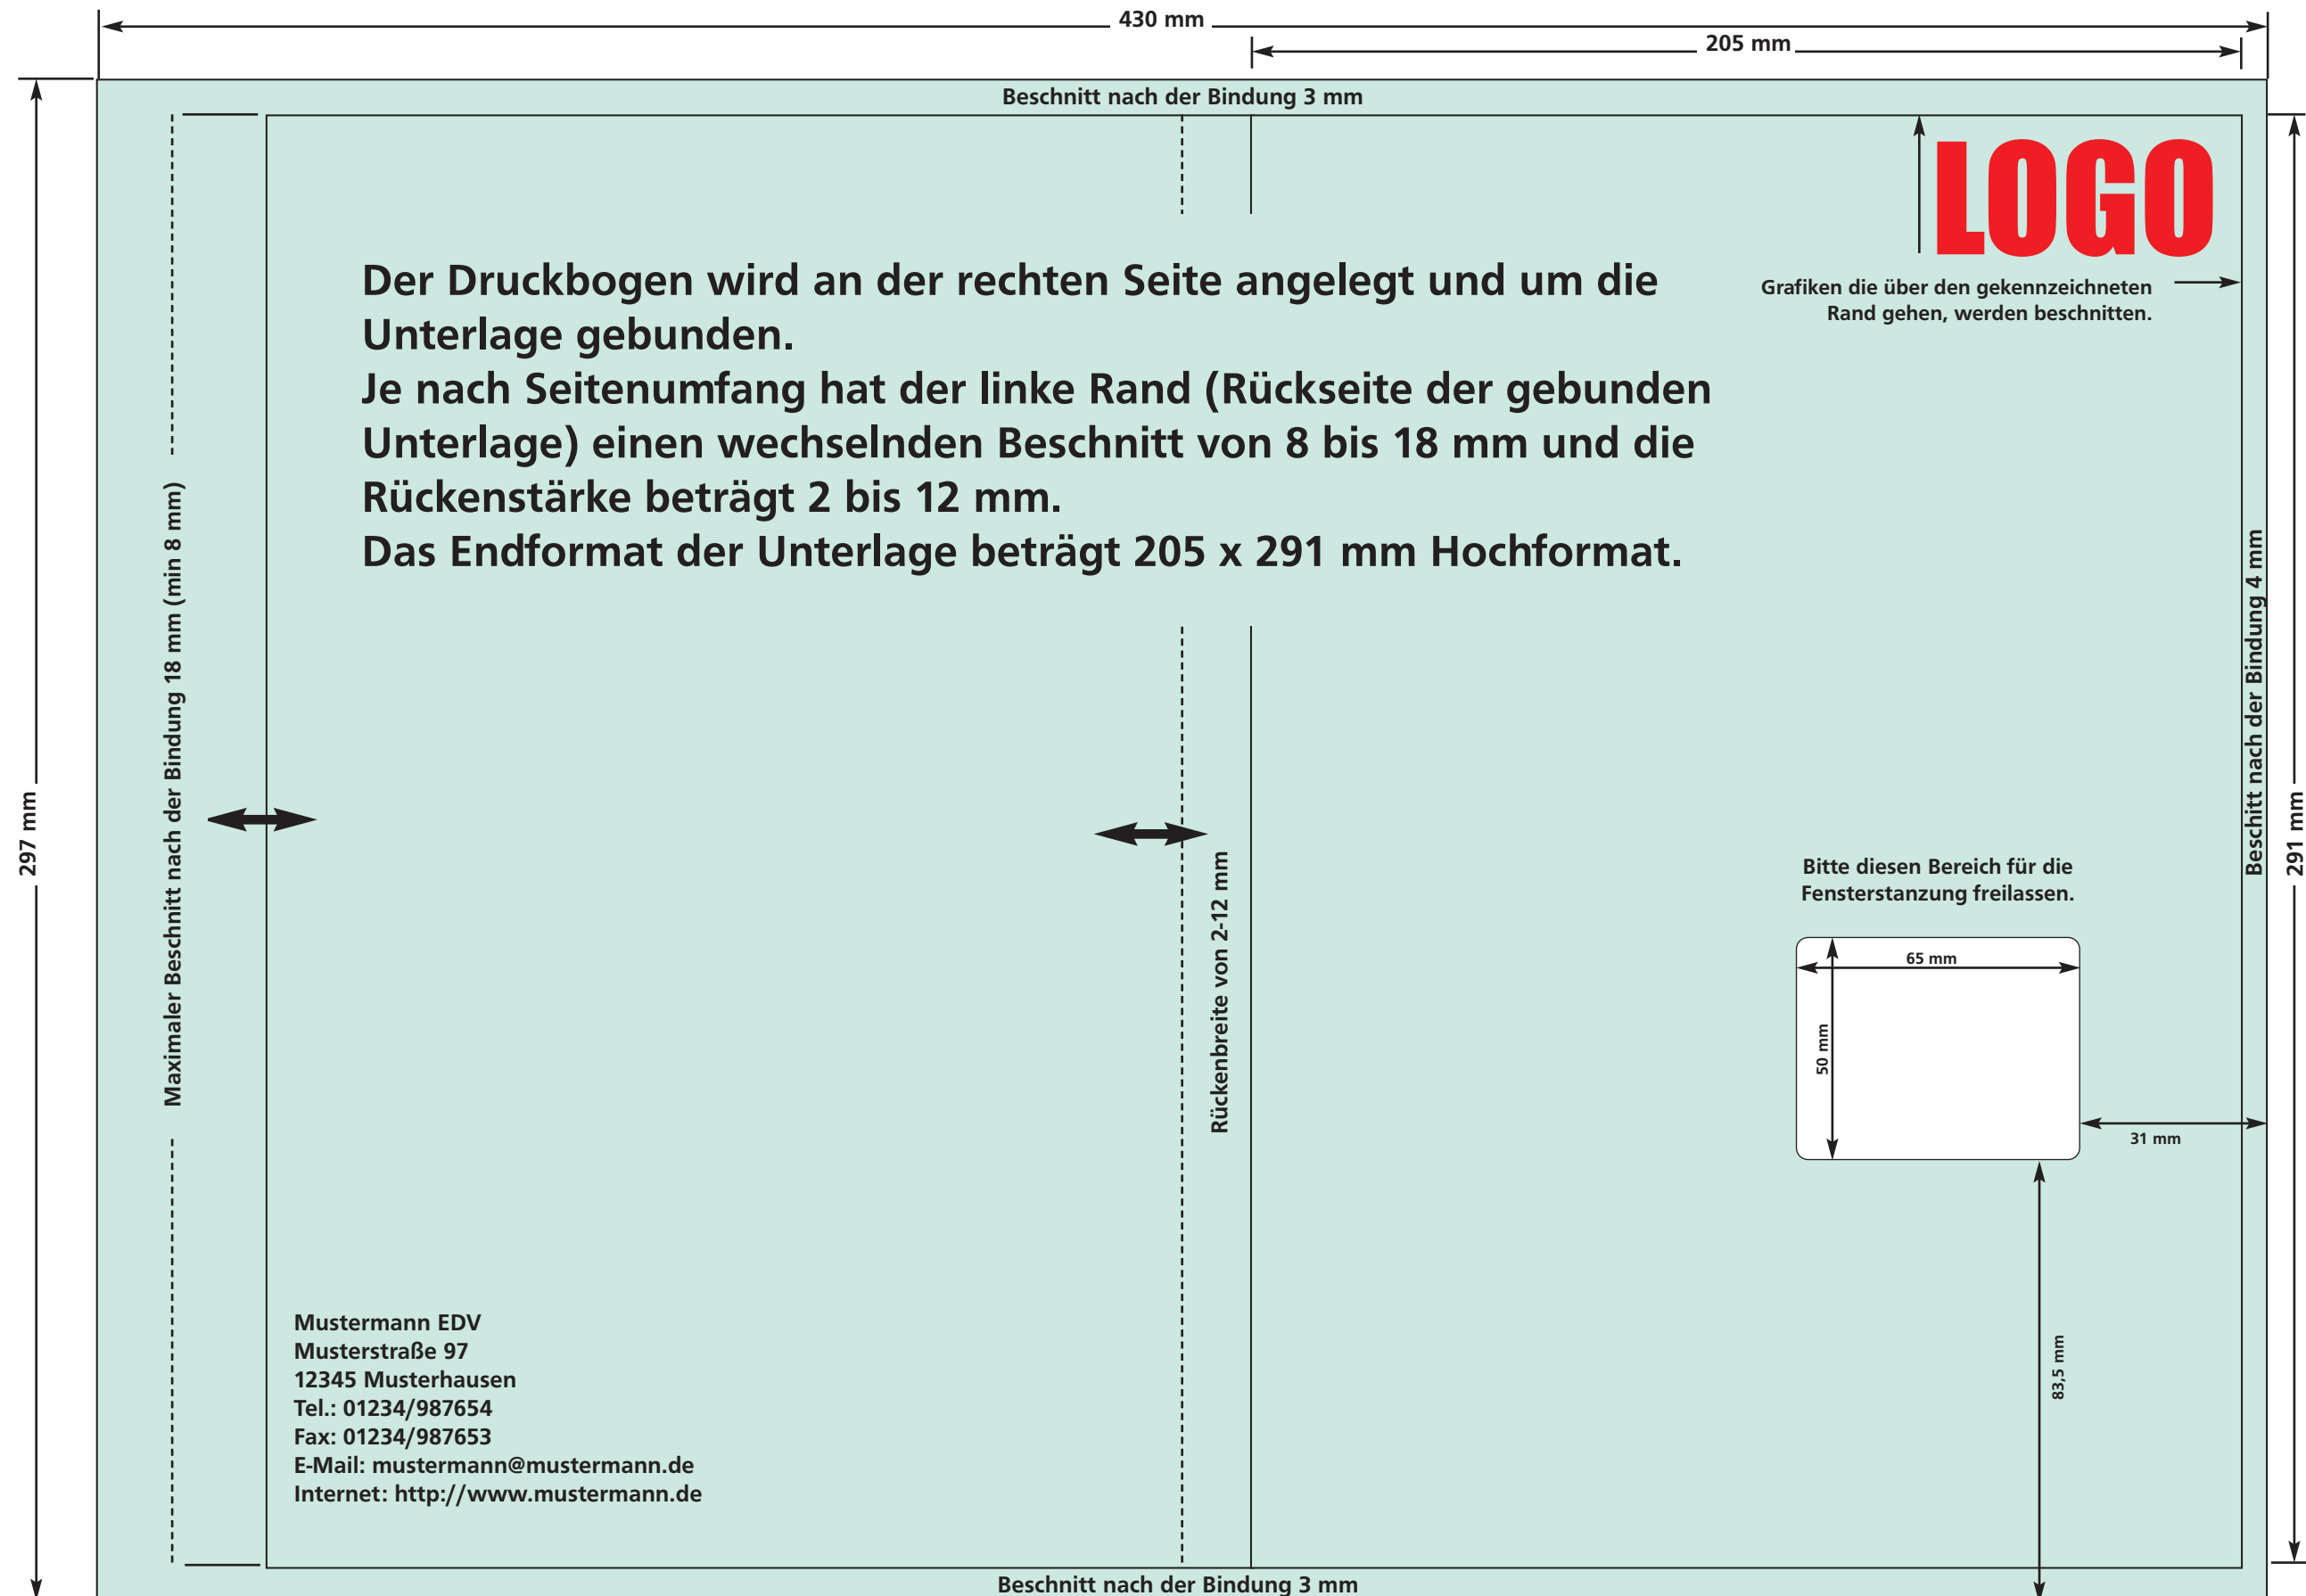 430 mm
205 mm
Beschnitt nach der Bindung 3 mm
LOGO
Grafiken die über den gekennzeichneten
Rand gehen, werden beschnitten.
Der Druckbogen wird an der rechten Seite angelegt und um die
Unterlage gebunden.
Je nach Seitenumfang hat der linke Rand (Rückseite der gebunden
Unterlage) einen wechselnden Beschnitt von 8 bis 18 mm und die
Rückenstärke beträgt 2 bis 12 mm.
Das Endformat der Unterlage beträgt 205 x 291 mm Hochformat.
297 mm
Maximaler Beschnitt nach der Bindung 18 mm (min 8 mm)
Rückenbreite von 2-12 mm
Beschitt nach der Bindung 4 mm
291 mm
Bitte diesen Bereich für die
Fensterstanzung freilassen.
65 mm
50 mm
31 mm
83,5 mm
Mustermann EDV
Musterstraße 97
12345 Musterhausen
Tel.: 01234/987654
Fax: 01234/987653
E-Mail: mustermann@mustermann.de
Internet: http://www.mustermann.de
Beschnitt nach der Bindung 3 mm